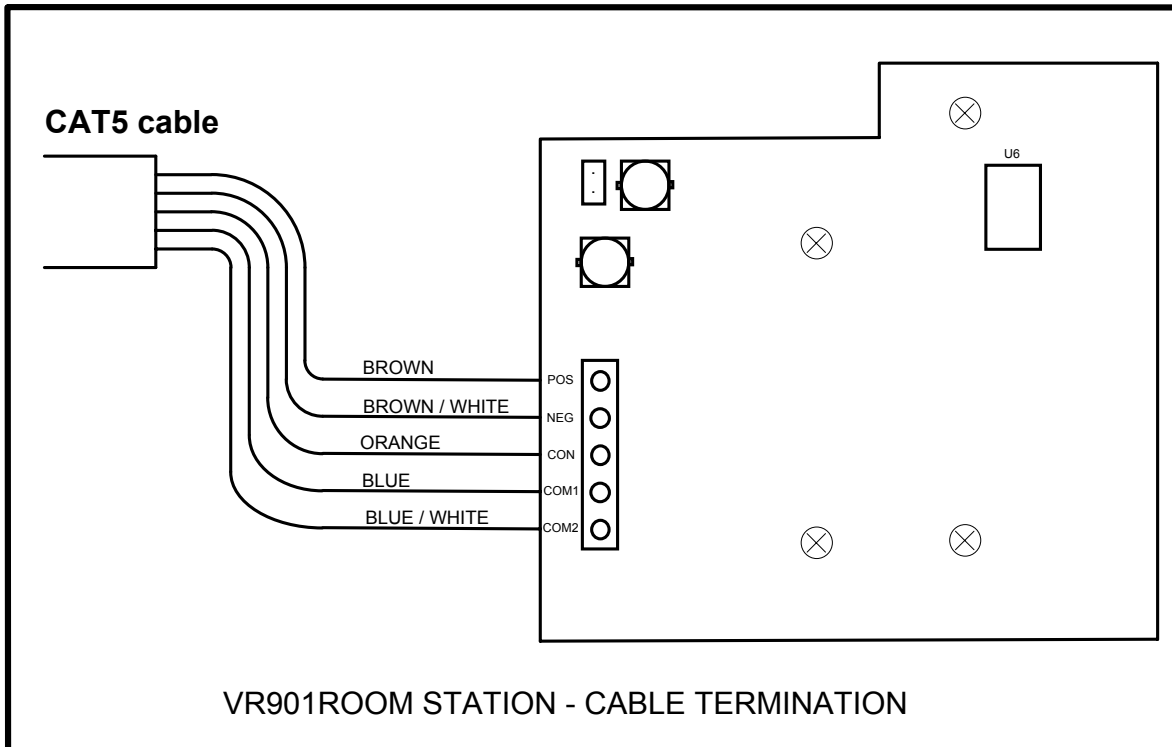 CAT5 cable
U6
BROWN
POS
BROWN / WHITE
NEG
ORANGE
CON
BLUE
COM1
BLUE / WHITE
COM2
VR901ROOM STATION - CABLE TERMINATION